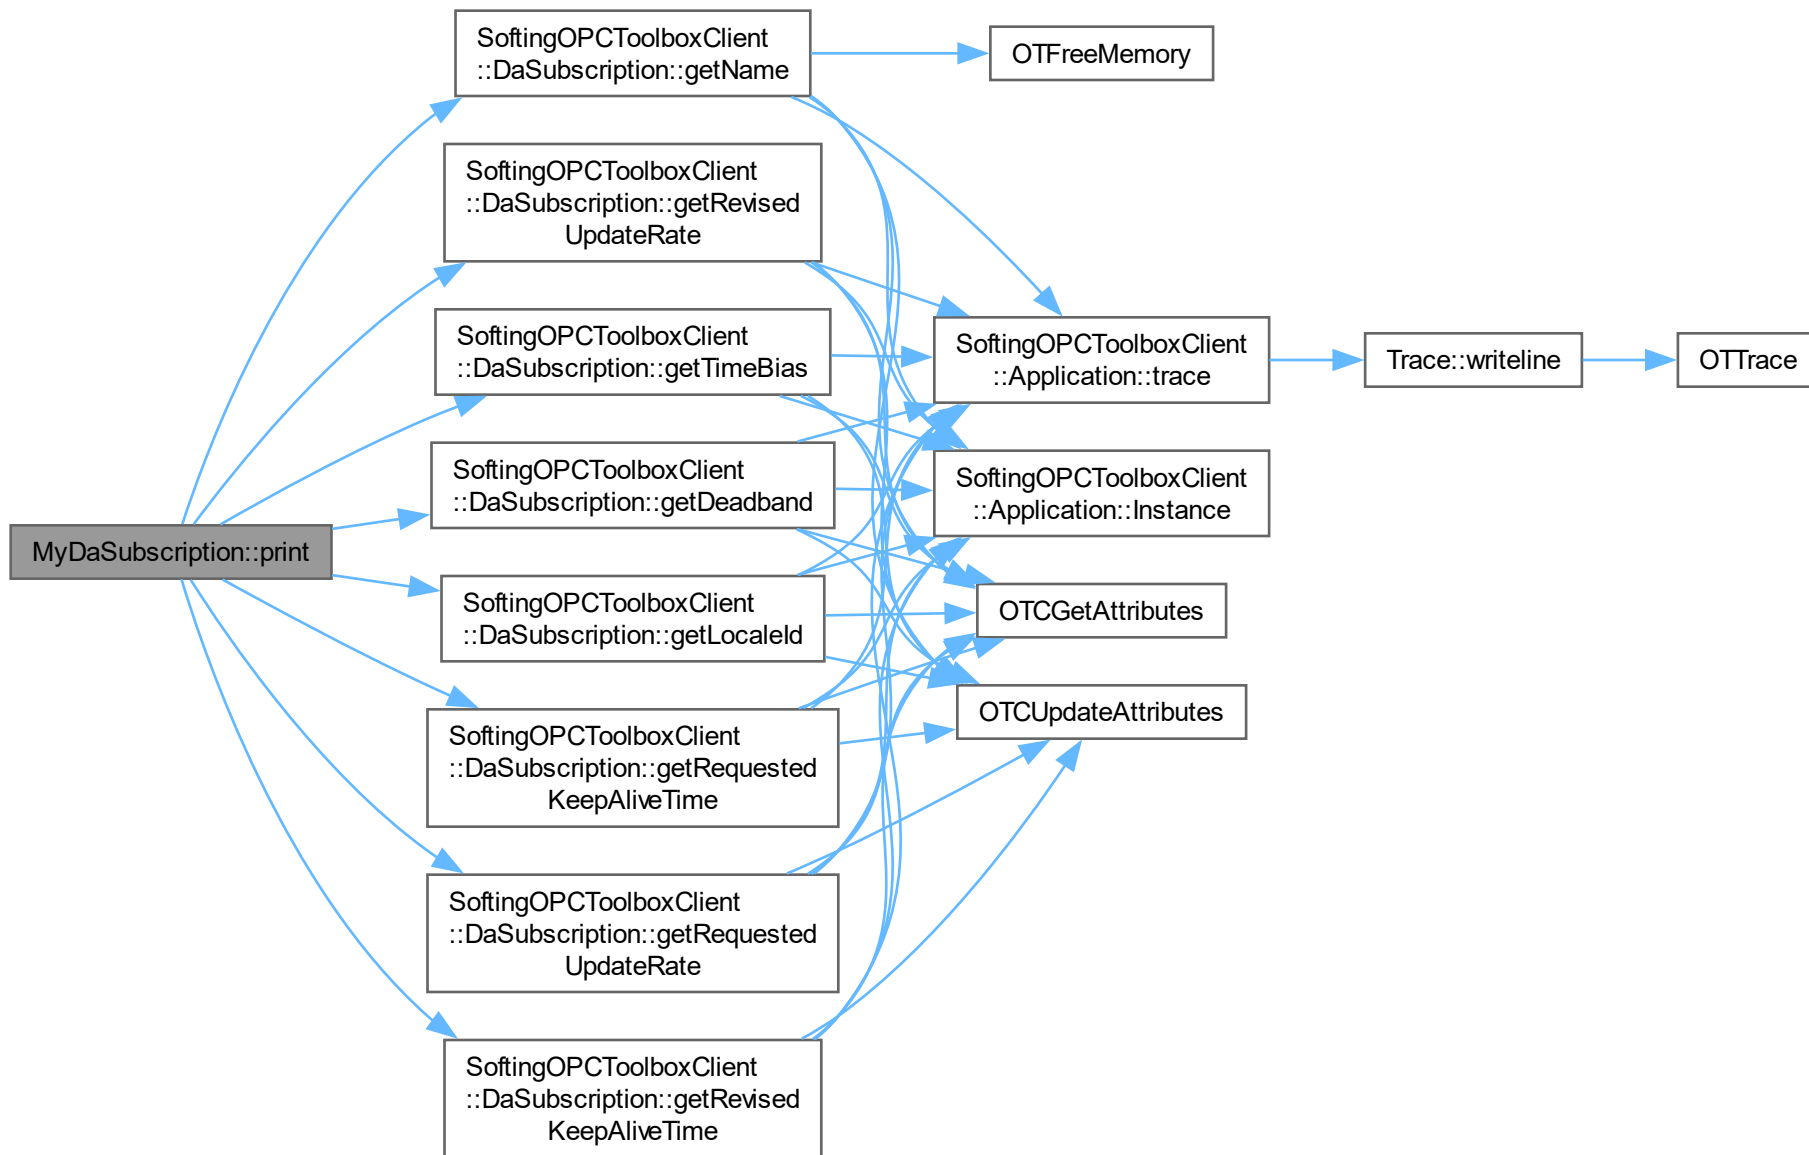 MyDaSubscription::print
SoftingOPCToolboxClient
::DaSubscription::getName
SoftingOPCToolboxClient
::DaSubscription::getRevised
UpdateRate
SoftingOPCToolboxClient
::DaSubscription::getTimeBias
SoftingOPCToolboxClient
::DaSubscription::getDeadband
SoftingOPCToolboxClient
::DaSubscription::getLocaleId
SoftingOPCToolboxClient
::DaSubscription::getRequested
KeepAliveTime
SoftingOPCToolboxClient
::DaSubscription::getRequested
UpdateRate
SoftingOPCToolboxClient
::DaSubscription::getRevised
KeepAliveTime
OTFreeMemory
SoftingOPCToolboxClient
::Application::trace
SoftingOPCToolboxClient
::Application::Instance
OTCGetAttributes
OTCUpdateAttributes
Trace::writeline
OTTrace